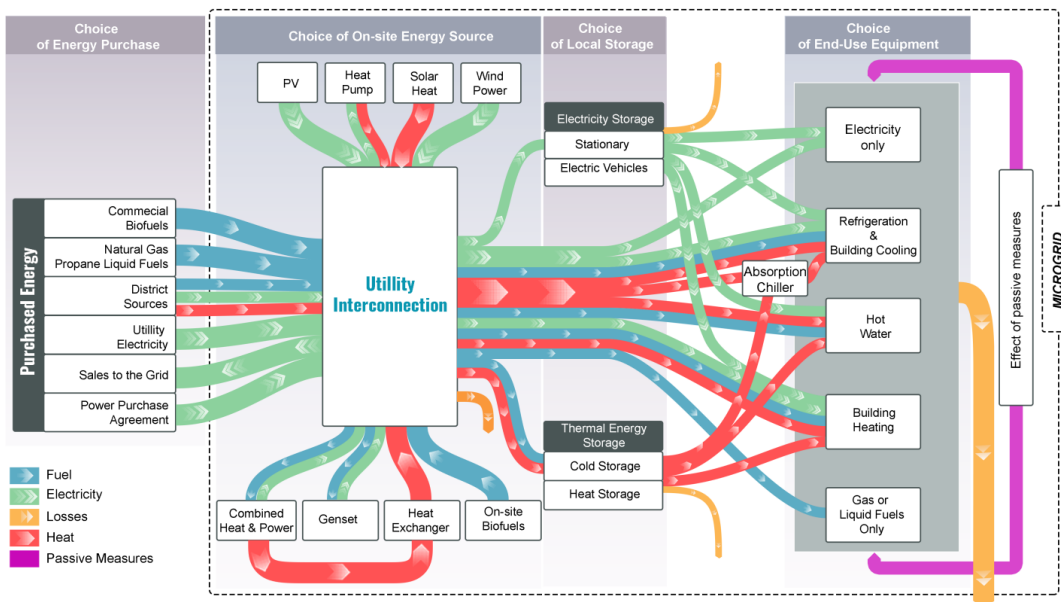 Choice
of Energy Purchase
Choice of On-site Energy Source
Choice
of Local Storage
Choice
of End-Use Equipment
PV
Heat
Pump
Solar
Heat
Wind
Power
Electricity Storage
Stationary
Electric Vehicles
Electricity
only
Purchased Energy
Commecial
Biofuels
Natural Gas
Propane Liquid Fuels
District
Sources
Utillity
Electricity
Sales to the Grid
Power Purchase
Agreement
Utillity
Interconnection
Refrigeration
&
Building Cooling
Absorption
Chiller
Hot
Water
Building
Heating
Gas or
Liquid Fuels
Only
Effect of passive measures
MICROGRID
Thermal Energy
Storage
Cold Storage
Heat Storage
Combined
Heat & Power
Genset
Heat
Exchanger
On-site
Biofuels
Fuel
Electricity
Losses
Heat
Passive Measures